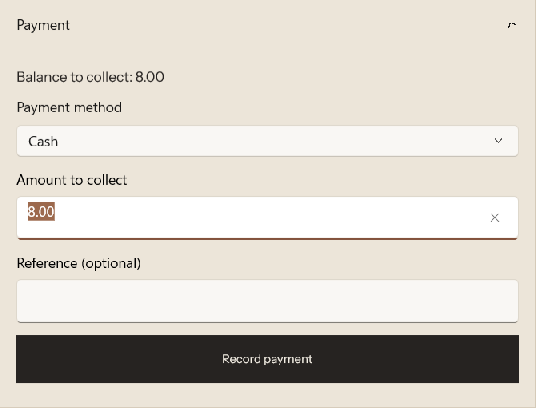 Payment
Balance to collect: 8.00
Payment method
Cash
Amount to collect
8.00
Reference (optional)
Record payment